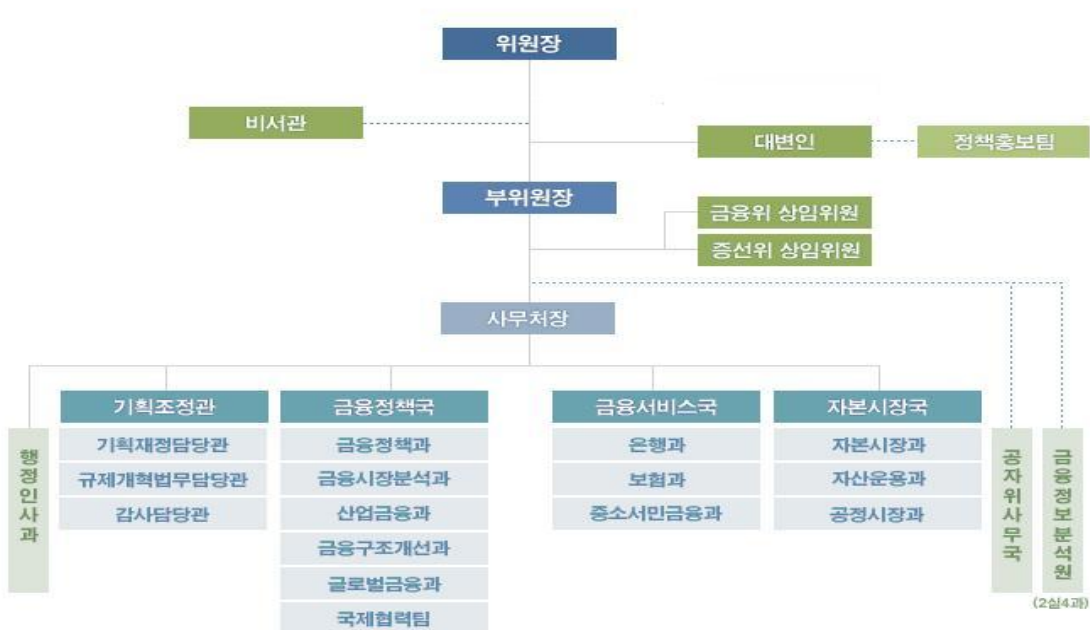 위원장
비서관
대변인
정책홍보팀
부위원장
금융위 상임위원
증선위 상임위원
사무처장
행정인사과
기획조정관
기획재정담당관
규제개혁법무담당관
감사담당관
금융정책국
금융정책과
금융시장분석과
산업금융과
금융구조개선과
글로벌금융과
국제협력팀
금융서비스국
은행과
보험과
중소서민금융과
자본시장국
자본시장과
자산운용과
공정시장과
공자위사무국
금융정보분석원
(2실4과)